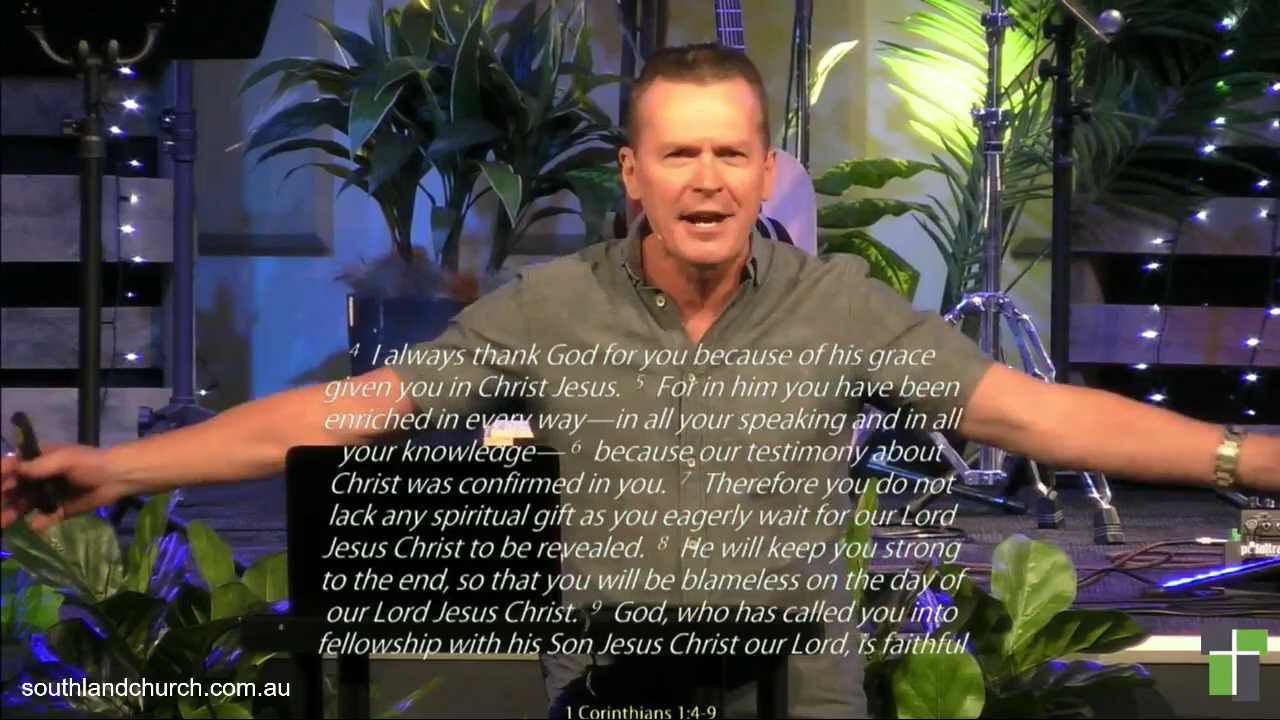 4 I always thank God for you because of his grace
given you in Christ Jesus. 5 For in him you have been
enriched in every way—in all your speaking and in all
your knowledge— 6 because our testimony about
Christ was confirmed in you. 7 Therefore you do not
lack any spiritual gift as you eagerly wait for our Lord
Jesus Christ to be revealed. 8 He will keep you strong
to the end, so that you will be blameless on the day of
our Lord Jesus Christ. 9 God, who has called you into
fellowship with his Son Jesus Christ our Lord, is faithful
southlandchurch.com.au
1 Corinthians 1:4-9